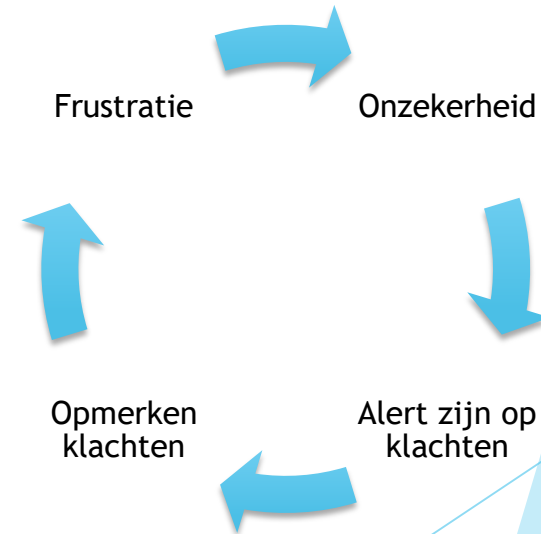 Frustratie
Onzekerheid
Opmerken
klachten
Alert zijn op
klachten